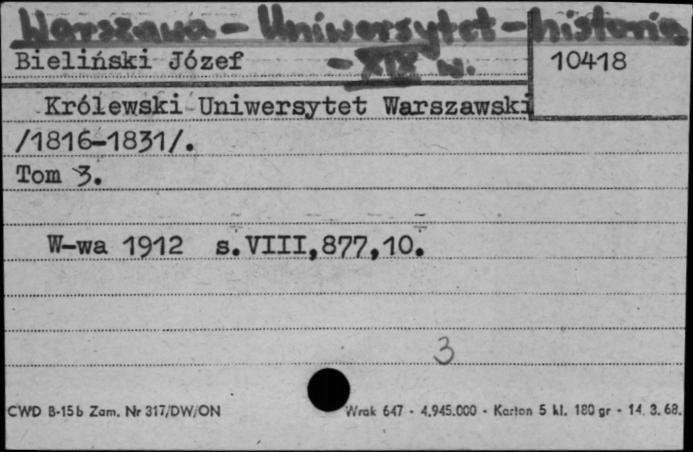 Warszawa - Uniwersytet - historia
- XIX w.
Bieliński Józef
10418
Królewski Uniwersytet Warszawski
/1816-1831/.
Tom 3.
W-wa 1912 s.VIII,877,10.
3
CWD B-15b Zam. Nr 317/DW/ON
Wrak 647 - 4,945.000 - Karton 5 kl. 180 gr - 14. 3. 68.